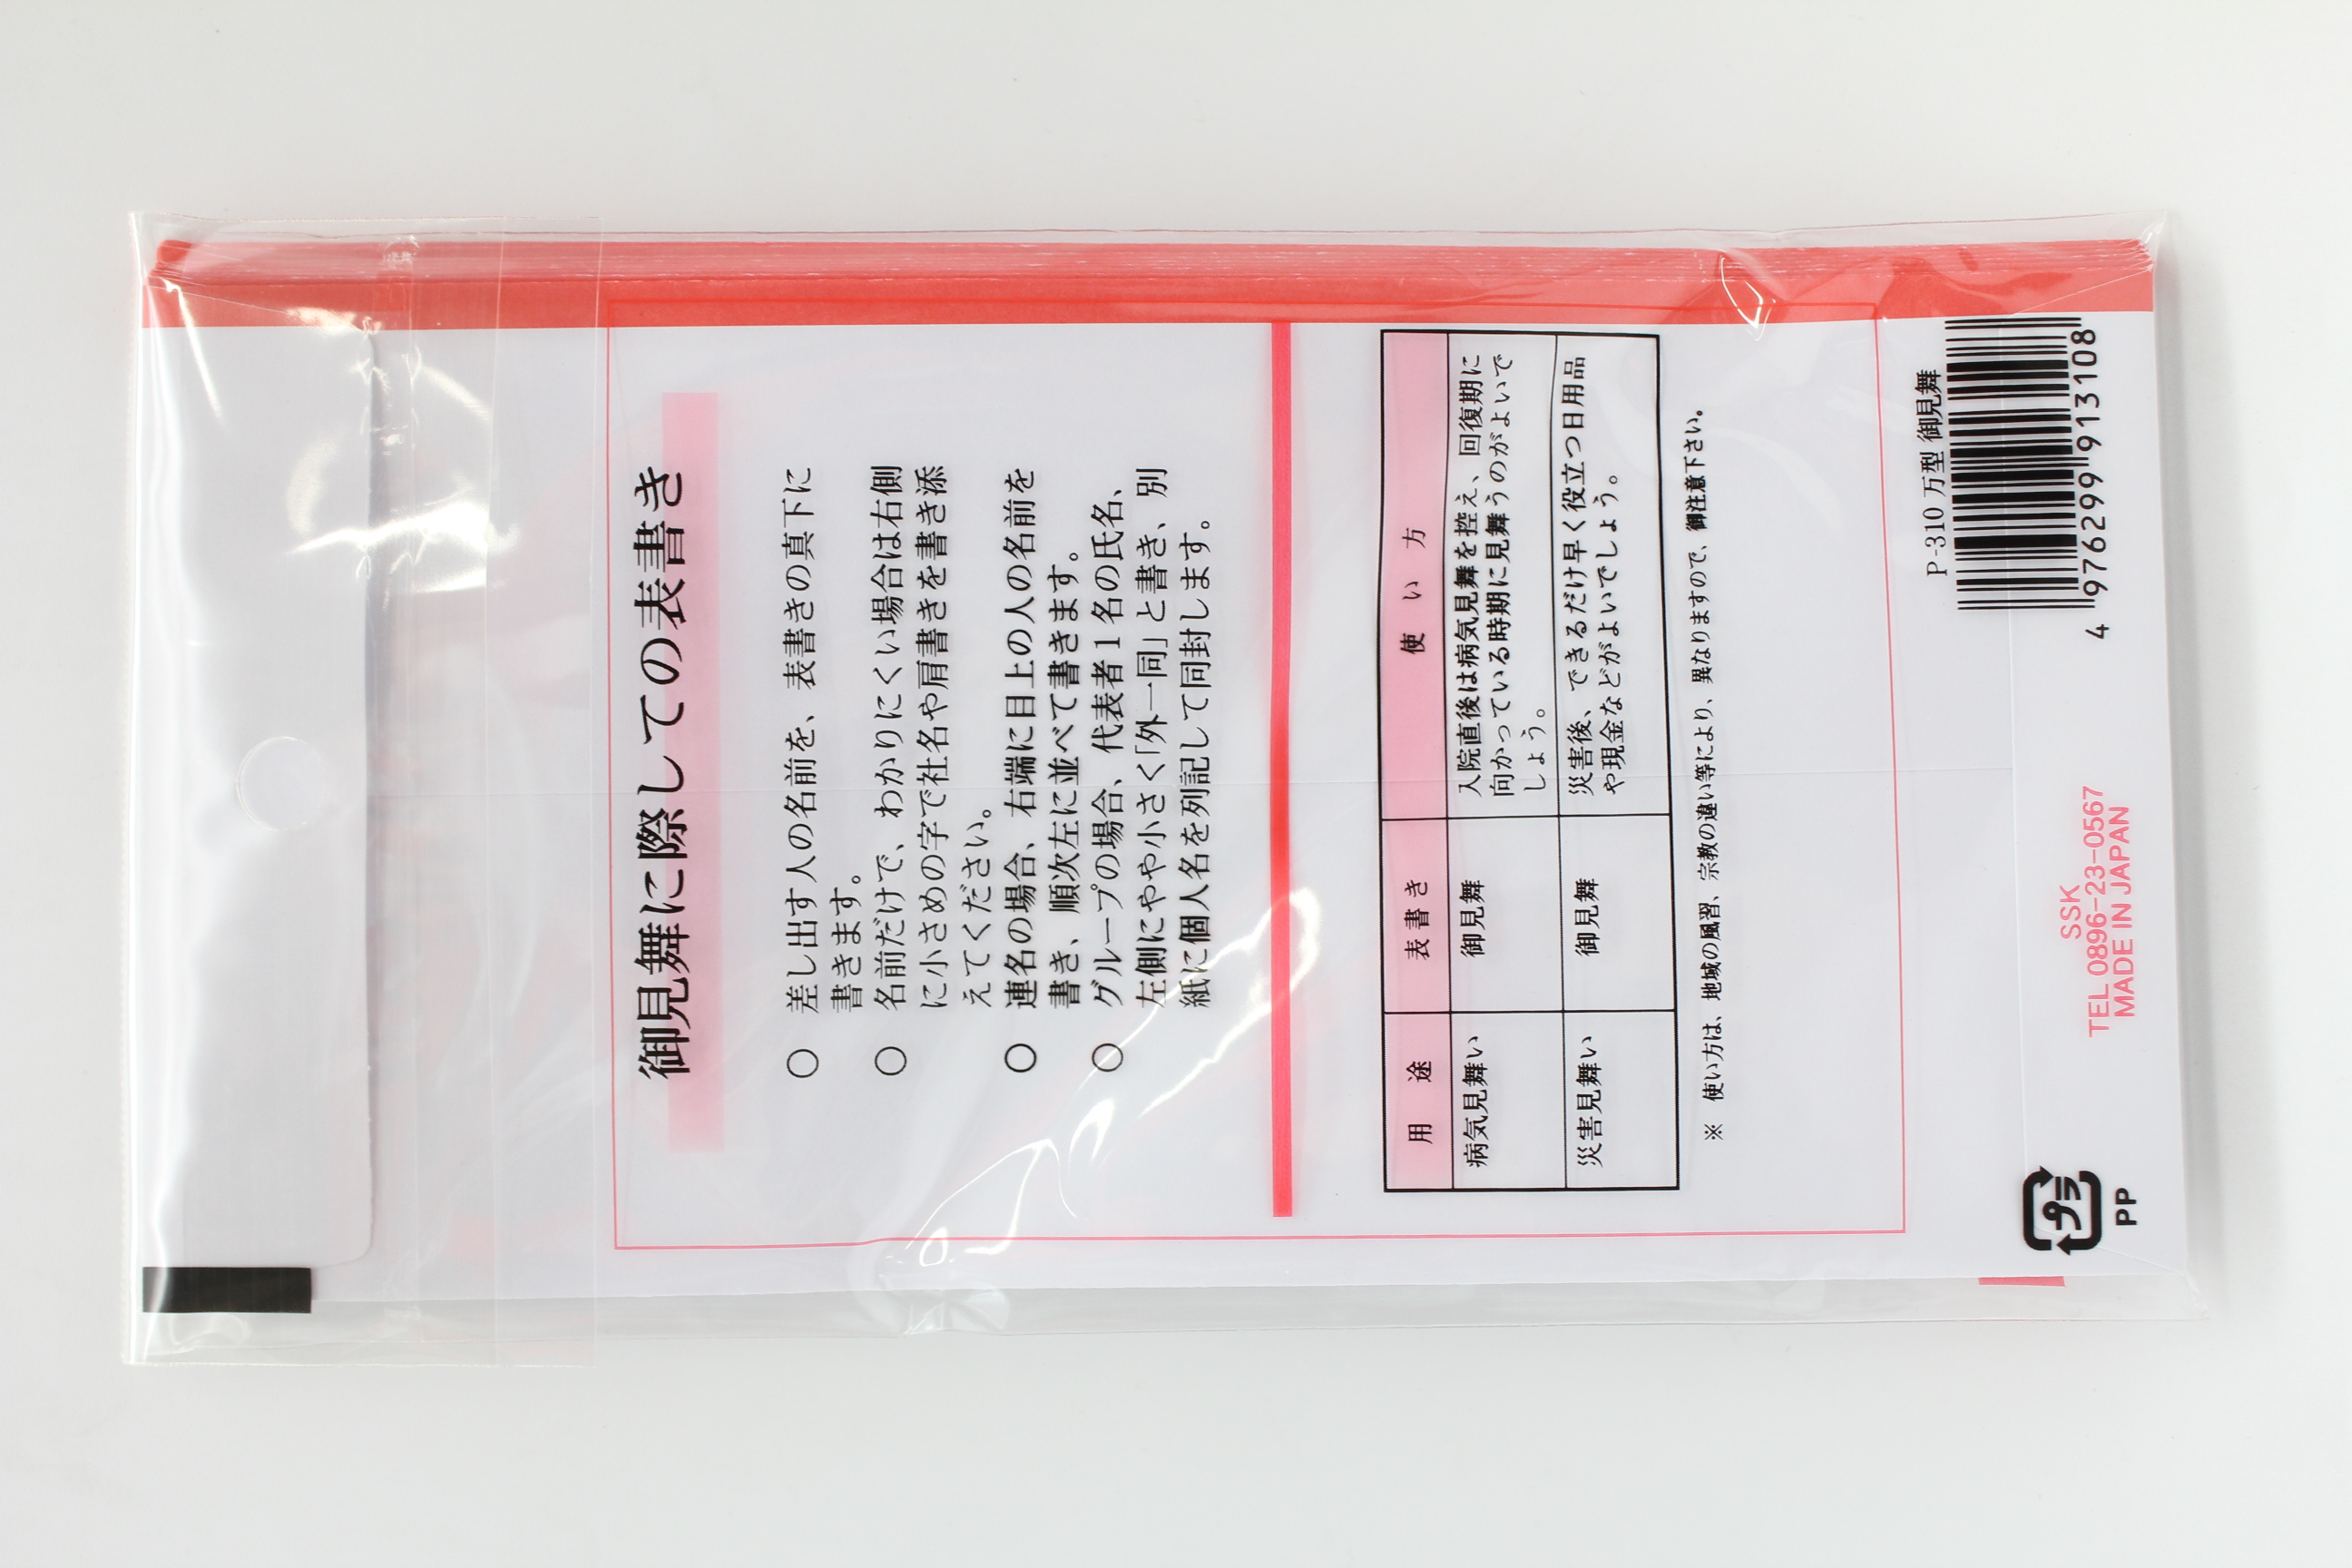 御見舞に際しての表書き
○ 差し出す人の名前を、表書きの真下に
書きます。
○ 名前だけで、わかりにくい場合は右側
に小さめの字で社名や肩書きを書き添
えてください。
○ 連名の場合、右端に目上の人の名前を
書き、順次左に並べて書きます。
○ グループの場合、代表者1名の氏名、
左側にやや小さく「外一同」と書き、別
紙に個人名を列記して同封します。
用途 表書き 使い方
病気見舞い 御見舞 入院直後は病気見舞を控え、回復期に
向かっている時期に見舞うのがよいで
しょう。
災害見舞い 御見舞 災害後、できるだけ早く役立つ日用品
や現金などがよいでしょう。
※ 使い方は、地域の風習、宗教の違い等により、異なりますので、御注意下さい。
P-310 万型 御見舞
4 976299 913108
SSK
TEL 0896-23-0567
MADE IN JAPAN
プラ
PP